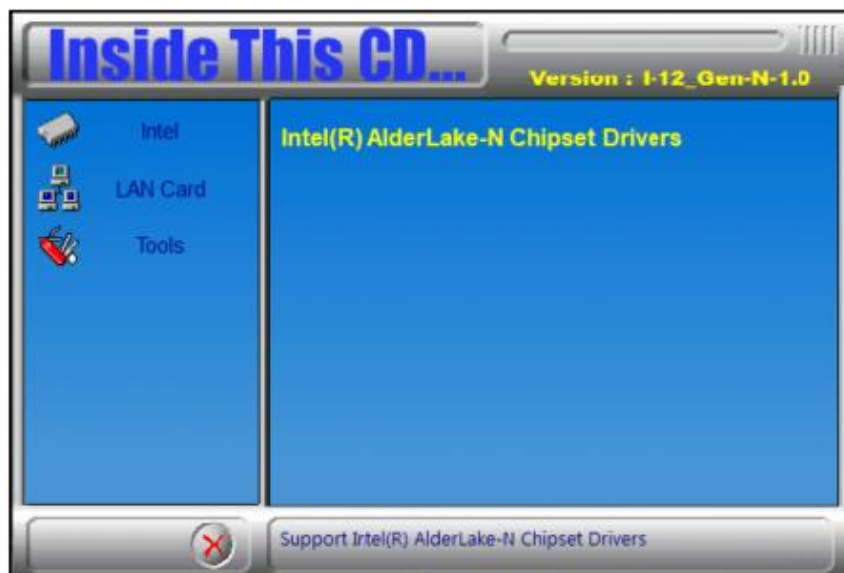 Inside This CD...
Version : I-12_Gen-N-1.0
Intel
LAN Card
Tools
Intel(R) AlderLake-N Chipset Drivers
Support Intel(R) AlderLake-N Chipset Drivers